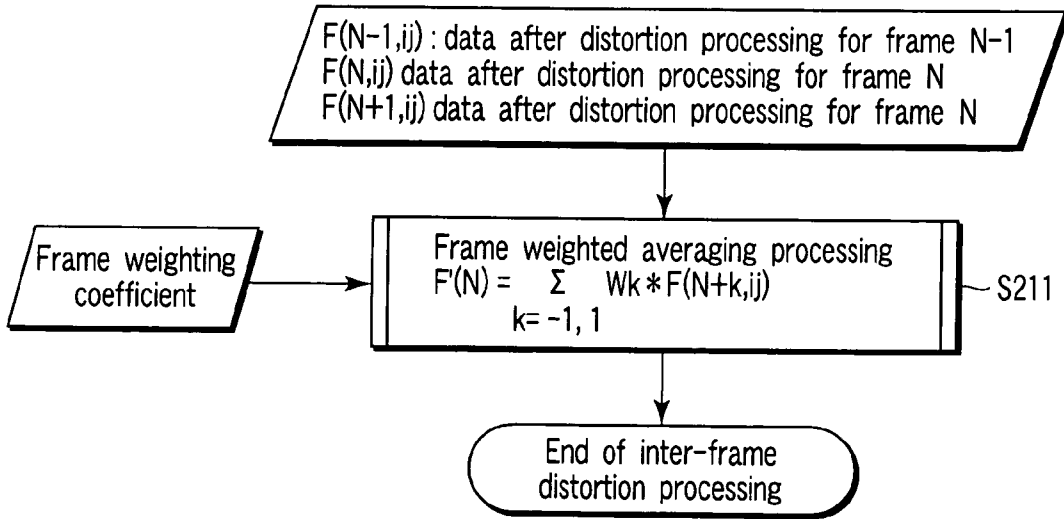 F(N-1,ij) : data after distortion processing for frame N-1
F(N,ij) data after distortion processing for frame N
F(N+1,ij) data after distortion processing for frame N
Frame weighting
coefficient
Frame weighted averaging processing
F'(N) = Σ Wk * F(N+k,ij)
k= -1, 1
S211
End of inter-frame
distortion processing